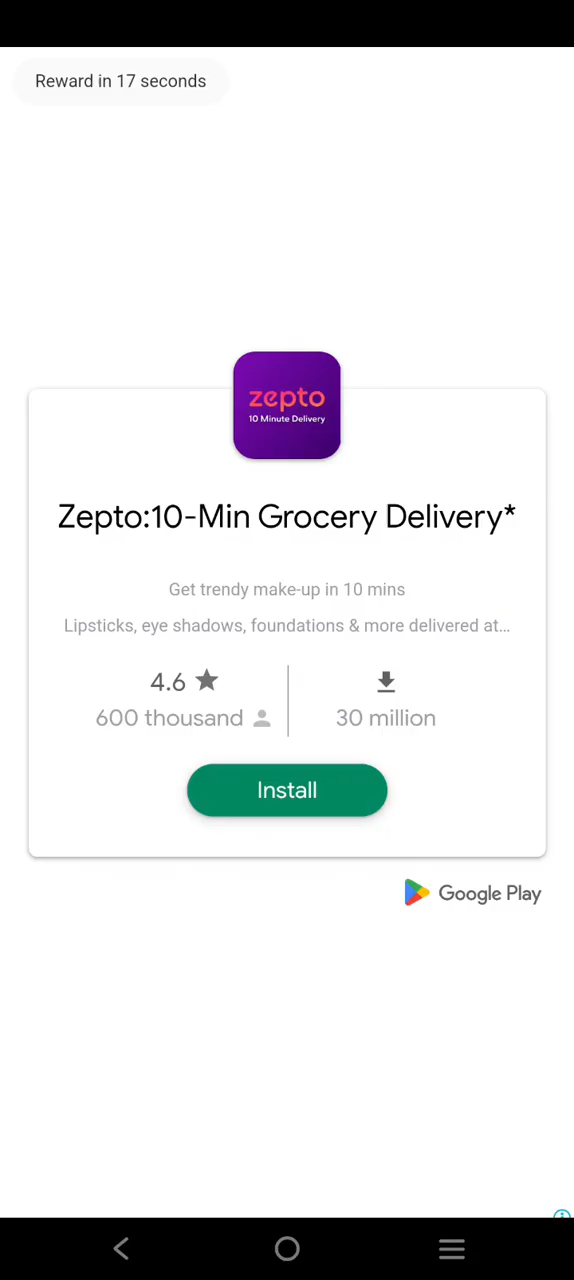 Reward in 17 seconds
zepto
10 Minute Delivery
Zepto:10-Min Grocery Delivery*
Get trendy make-up in 10 mins
Lipsticks, eye shadows, foundations & more delivered at...
4.6
600 thousand
30 million
Install
Google Play